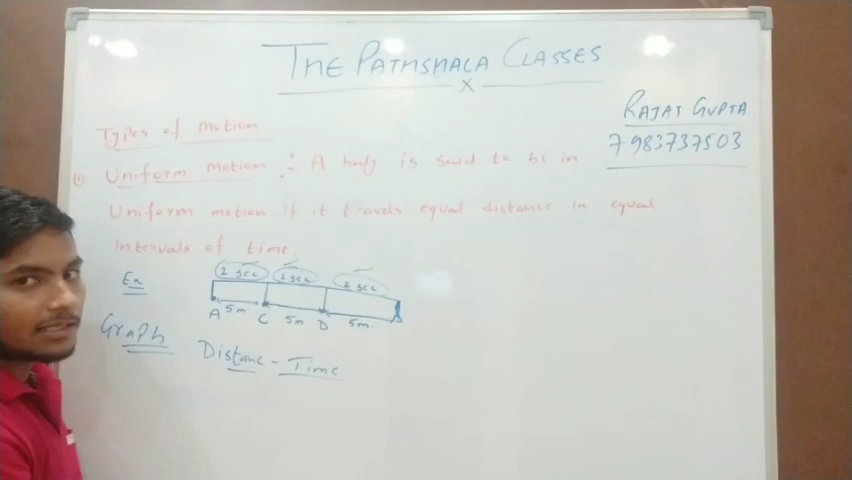 THE PATHSHALA CLASSES
x
RAJAT GUPTA
7983737503
Types of Motion
(1) Uniform Motion :- A body is said to be in
Uniform motion if it travels equal distance in equal
Intervals of time.
Ex
2 sec 2 sec 2 sec
A 5m C 5m D 5m B
Graph
Distance - Time